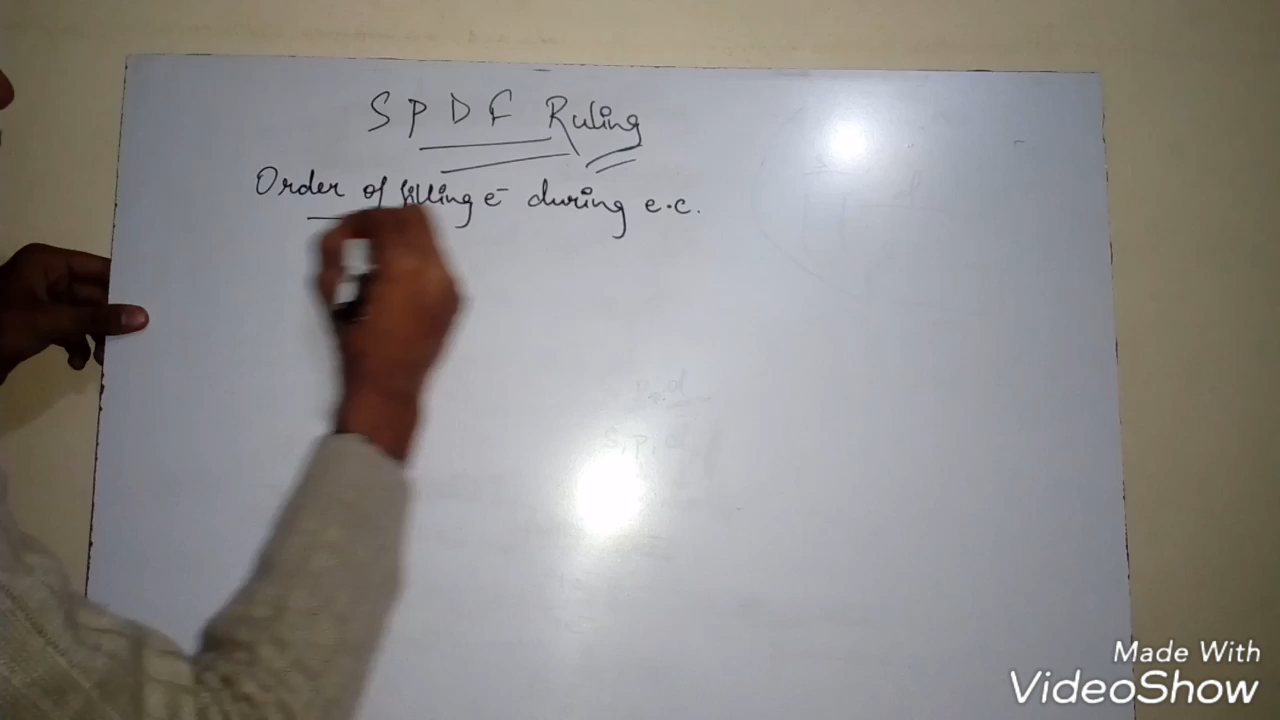 S P D F Ruling
Order of filling e⁻ during e.c.
Made With
VideoShow